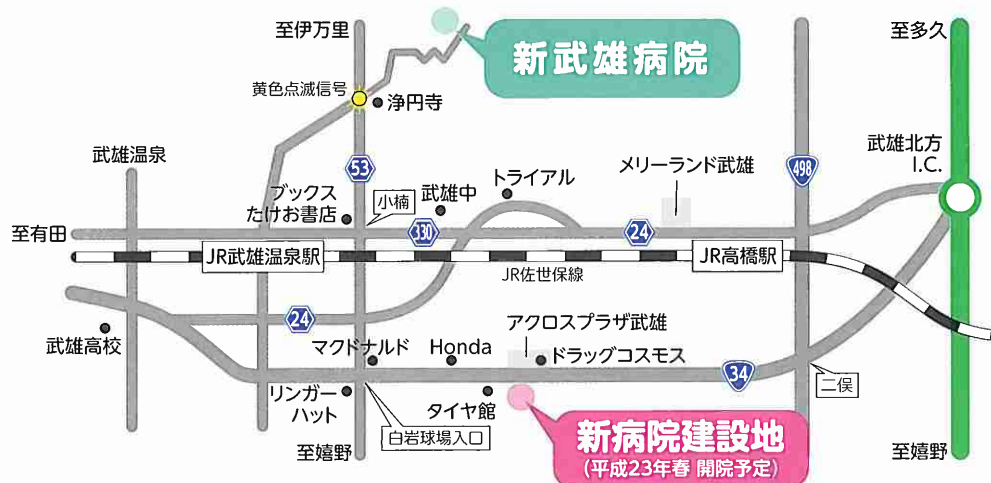 至伊万里
新武雄病院
至多久
黄色点滅信号
浄円寺
武雄北方
I.C.
武雄温泉
53
498
メリーランド武雄
トライアル
ブックス
たけお書店
小楠
武雄中
330
24
至有田
JR武雄温泉駅
JR高橋駅
JR佐世保線
24
アクロスプラザ武雄
武雄高校
マクドナルド
Honda
ドラッグコスモス
34
二俣
リンガー
ハット
タイヤ館
白岩球場入口
新病院建設地
(平成23年春 開院予定)
至嬉野
至嬉野